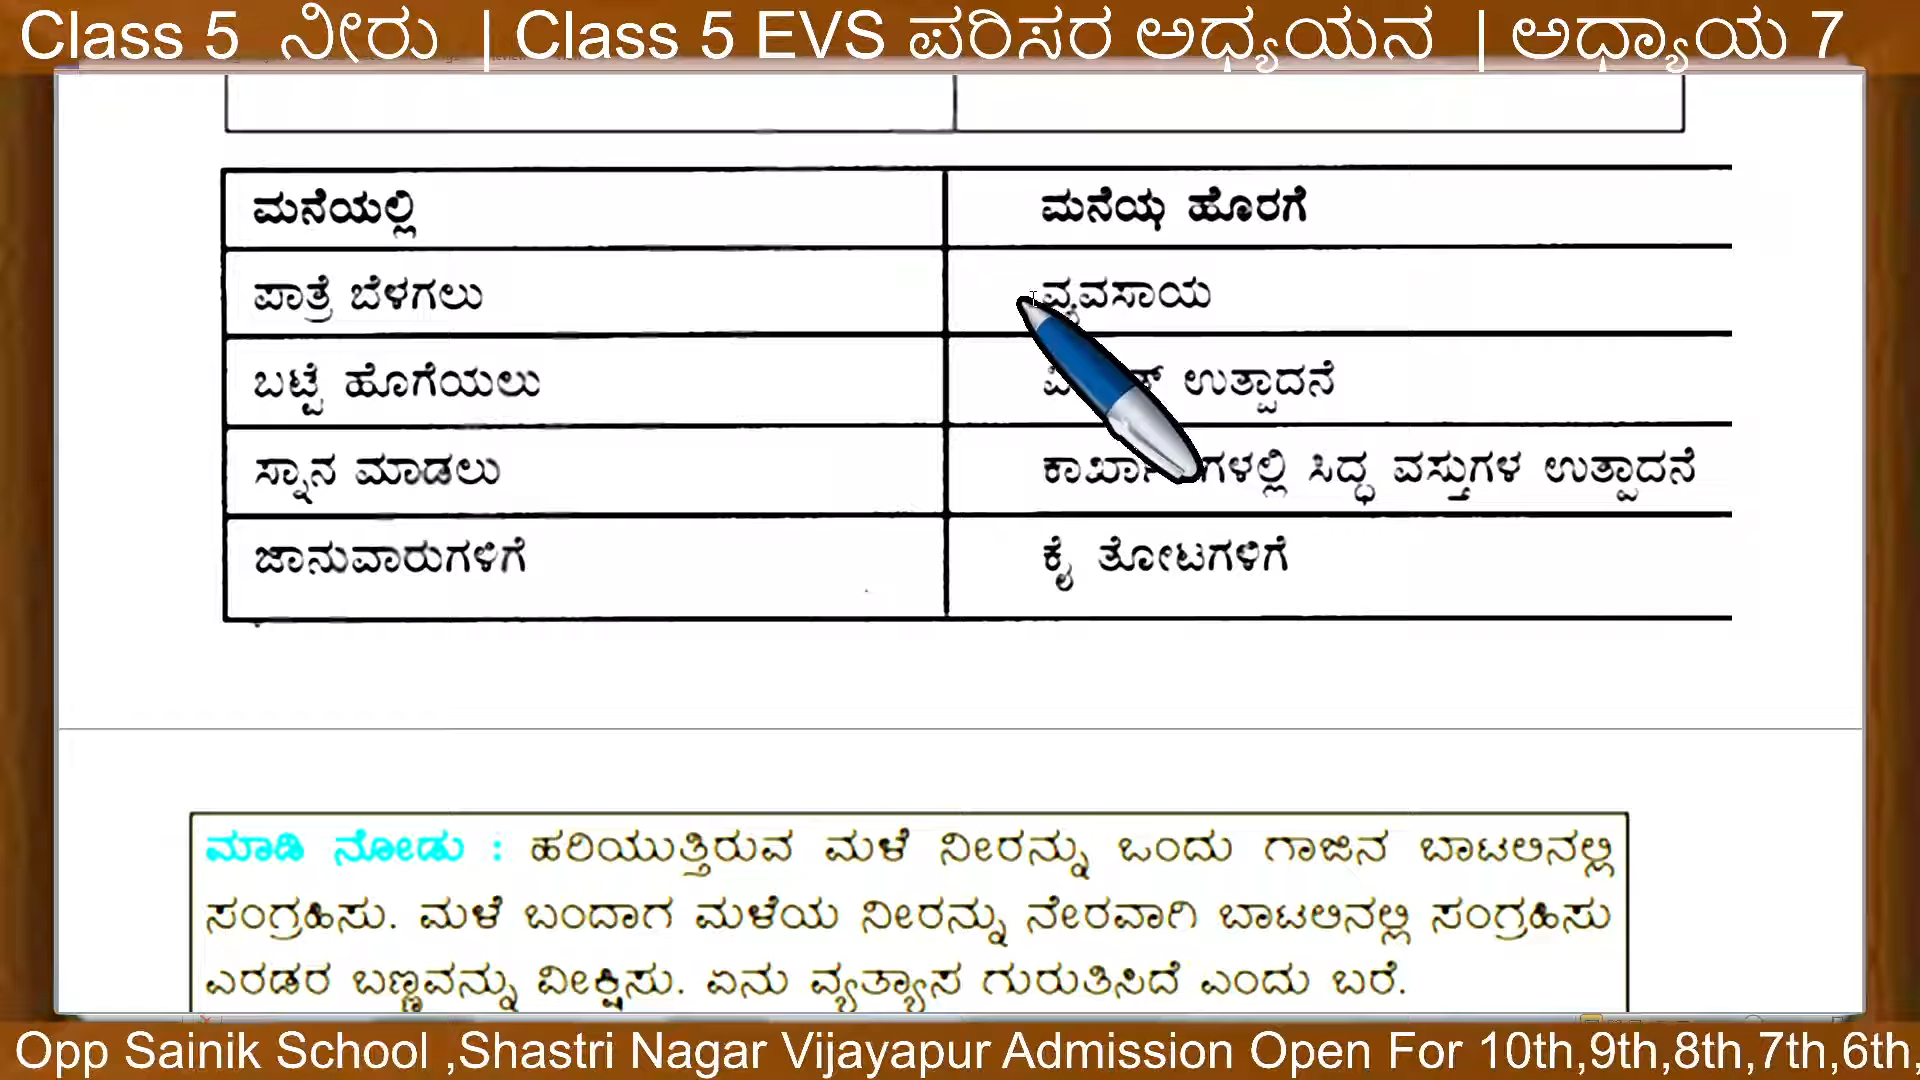 Class 5 ನೀರು | Class 5 EVS ಪರಿಸರ ಅಧ್ಯಯನ | ಅಧ್ಯಾಯ 7
ಮನೆಯಲ್ಲಿ ಮನೆಯ ಹೊರಗೆ
ಪಾತ್ರೆ ಬೆಳಗಲು ವ್ಯವಸಾಯ
ಬಟ್ಟೆ ಹೊಗೆಯಲು ಉತ್ಪಾದನೆ
ಸ್ನಾನ ಮಾಡಲು ಸಿದ್ಧ ವಸ್ತುಗಳ ಉತ್ಪಾದನೆ
ಜಾನುವಾರುಗಳಿಗೆ ಕೈ ತೋಟಗಳಿಗೆ
ಮಾಡಿ ನೋಡು : ಹರಿಯುತ್ತಿರುವ ಮಳೆ ನೀರನ್ನು ಒಂದು ಗಾಜಿನ ಬಾಟಲಿನಲ್ಲಿ
ಸಂಗ್ರಹಿಸು. ಮಳೆ ಬಂದಾಗ ಮಳೆಯ ನೀರನ್ನು ನೇರವಾಗಿ ಬಾಟಲಿನಲ್ಲಿ ಸಂಗ್ರಹಿಸು
ಎರಡರ ಬಣ್ಣವನ್ನು ವೀಕ್ಷಿಸು. ಏನು ವ್ಯತ್ಯಾಸ ಗುರುತಿಸಿದೆ ಎಂದು ಬರೆ.
Opp Sainik School ,Shastri Nagar Vijayapur Admission Open For 10th,9th,8th,7th,6th,